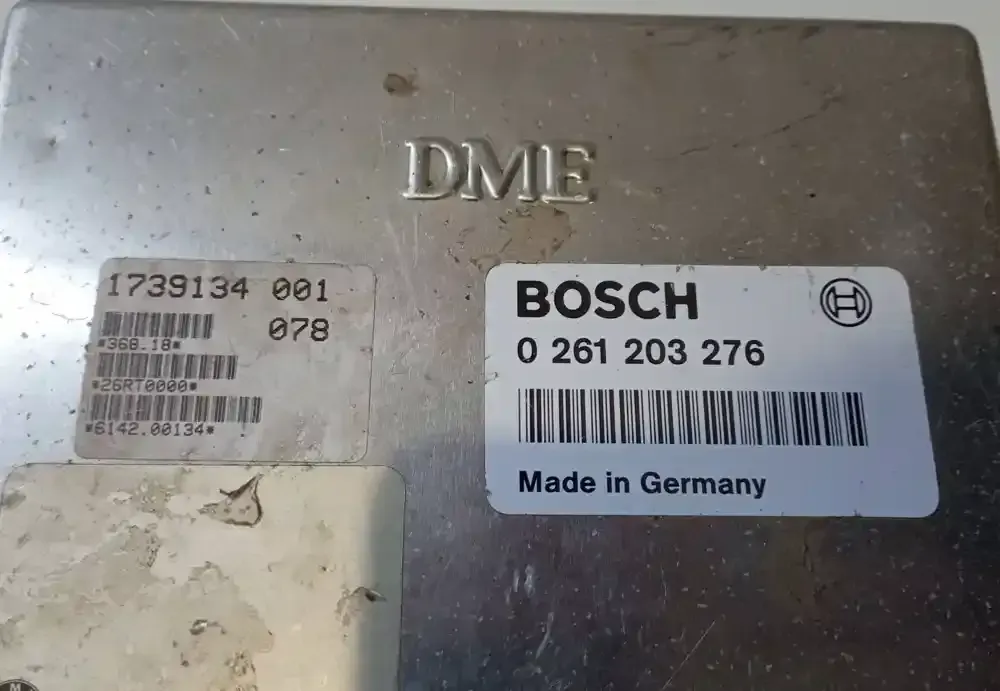 DME
1739134 001
078
*368.18*
*26RT0000*
*6142.00134*
BOSCH
0 261 203 276
Made in Germany
M